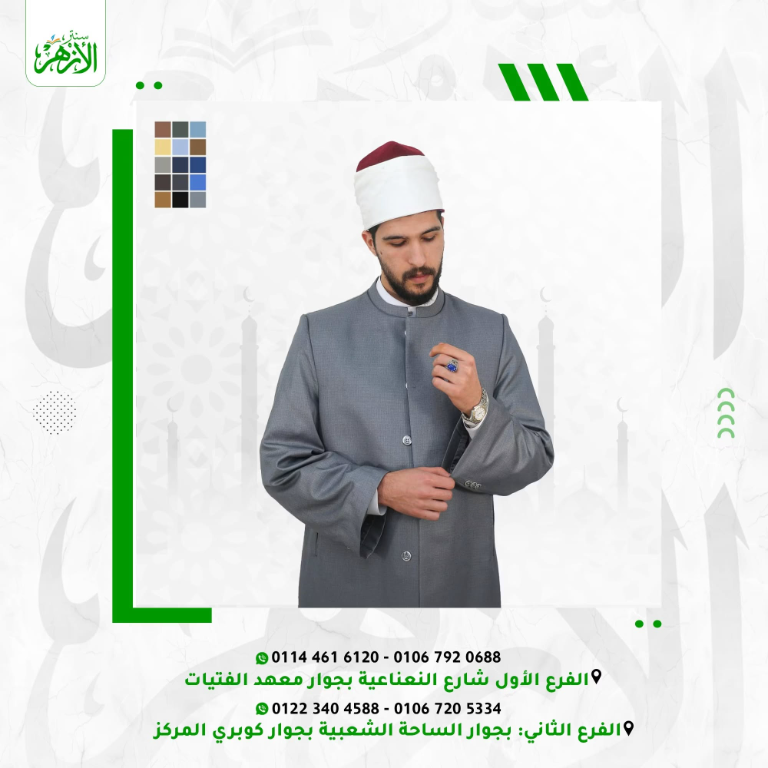 سنتر
الأزهر
0114 461 6120 - 0106 792 0688
الفرع الأول شارع النعناعية بجوار معهد الفتيات
0122 340 4588 - 0106 720 5334
الفرع الثاني: بجوار الساحة الشعبية بجوار كوبري المركز